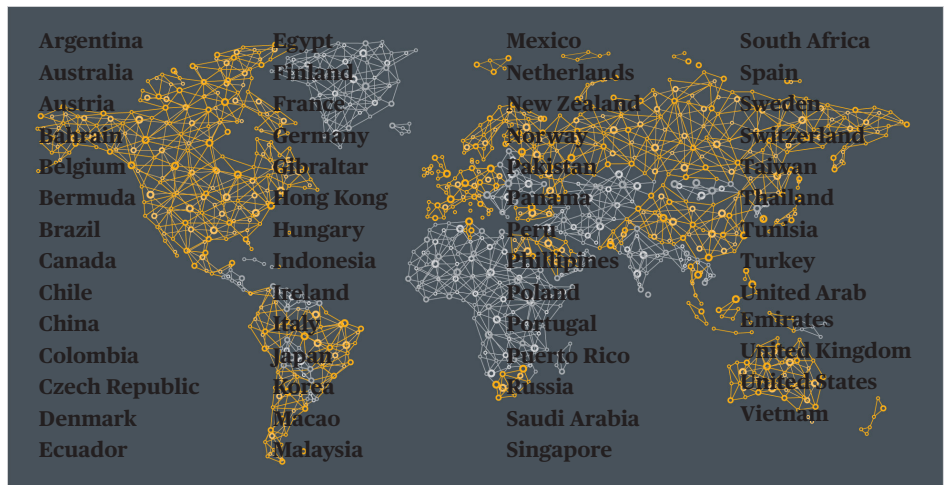 Argentina
Australia
Austria
Bahrain
Belgium
Bermuda
Brazil
Canada
Chile
China
Colombia
Czech Republic
Denmark
Ecuador
Egypt
Finland
France
Germany
Gibraltar
Hong Kong
Hungary
Indonesia
Ireland
Italy
Japan
Korea
Macao
Malaysia
Mexico
Netherlands
New Zealand
Norway
Pakistan
Panama
Peru
Phillipines
Poland
Portugal
Puerto Rico
Russia
Saudi Arabia
Singapore
South Africa
Spain
Sweden
Switzerland
Taiwan
Thailand
Tunisia
Turkey
United Arab
Emirates
United Kingdom
United States
Vietnam